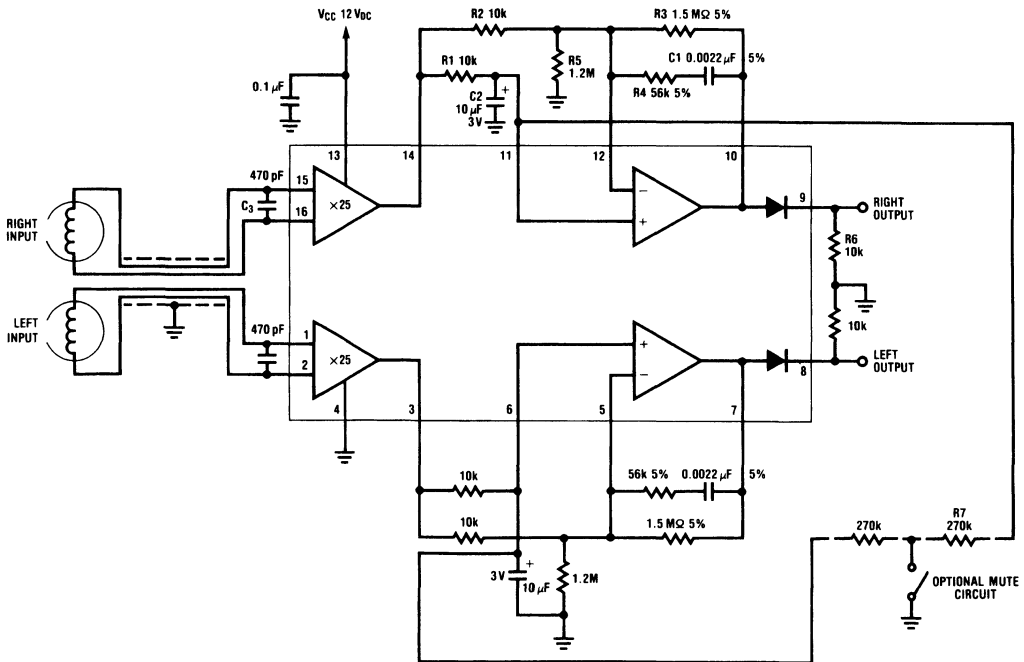 VCC 12 VDC
0.1 µF
R2 10k
R1 10k
C2
10 µF
3V
+
R5
1.2M
R3 1.5 MΩ 5%
C1 0.0022 µF 5%
R4 56k 5%
13
14
11
12
10
470 pF
C3
15
16
×25
−
+
9
RIGHT
INPUT
RIGHT
OUTPUT
R6
10k
LEFT
INPUT
470 pF
1
2
×25
+
−
10k
8
LEFT
OUTPUT
4
3
6
5
7
10k
10k
56k 5%
0.0022 µF 5%
1.5 MΩ 5%
3V
+
10 µF
1.2M
270k
R7
270k
OPTIONAL MUTE
CIRCUIT